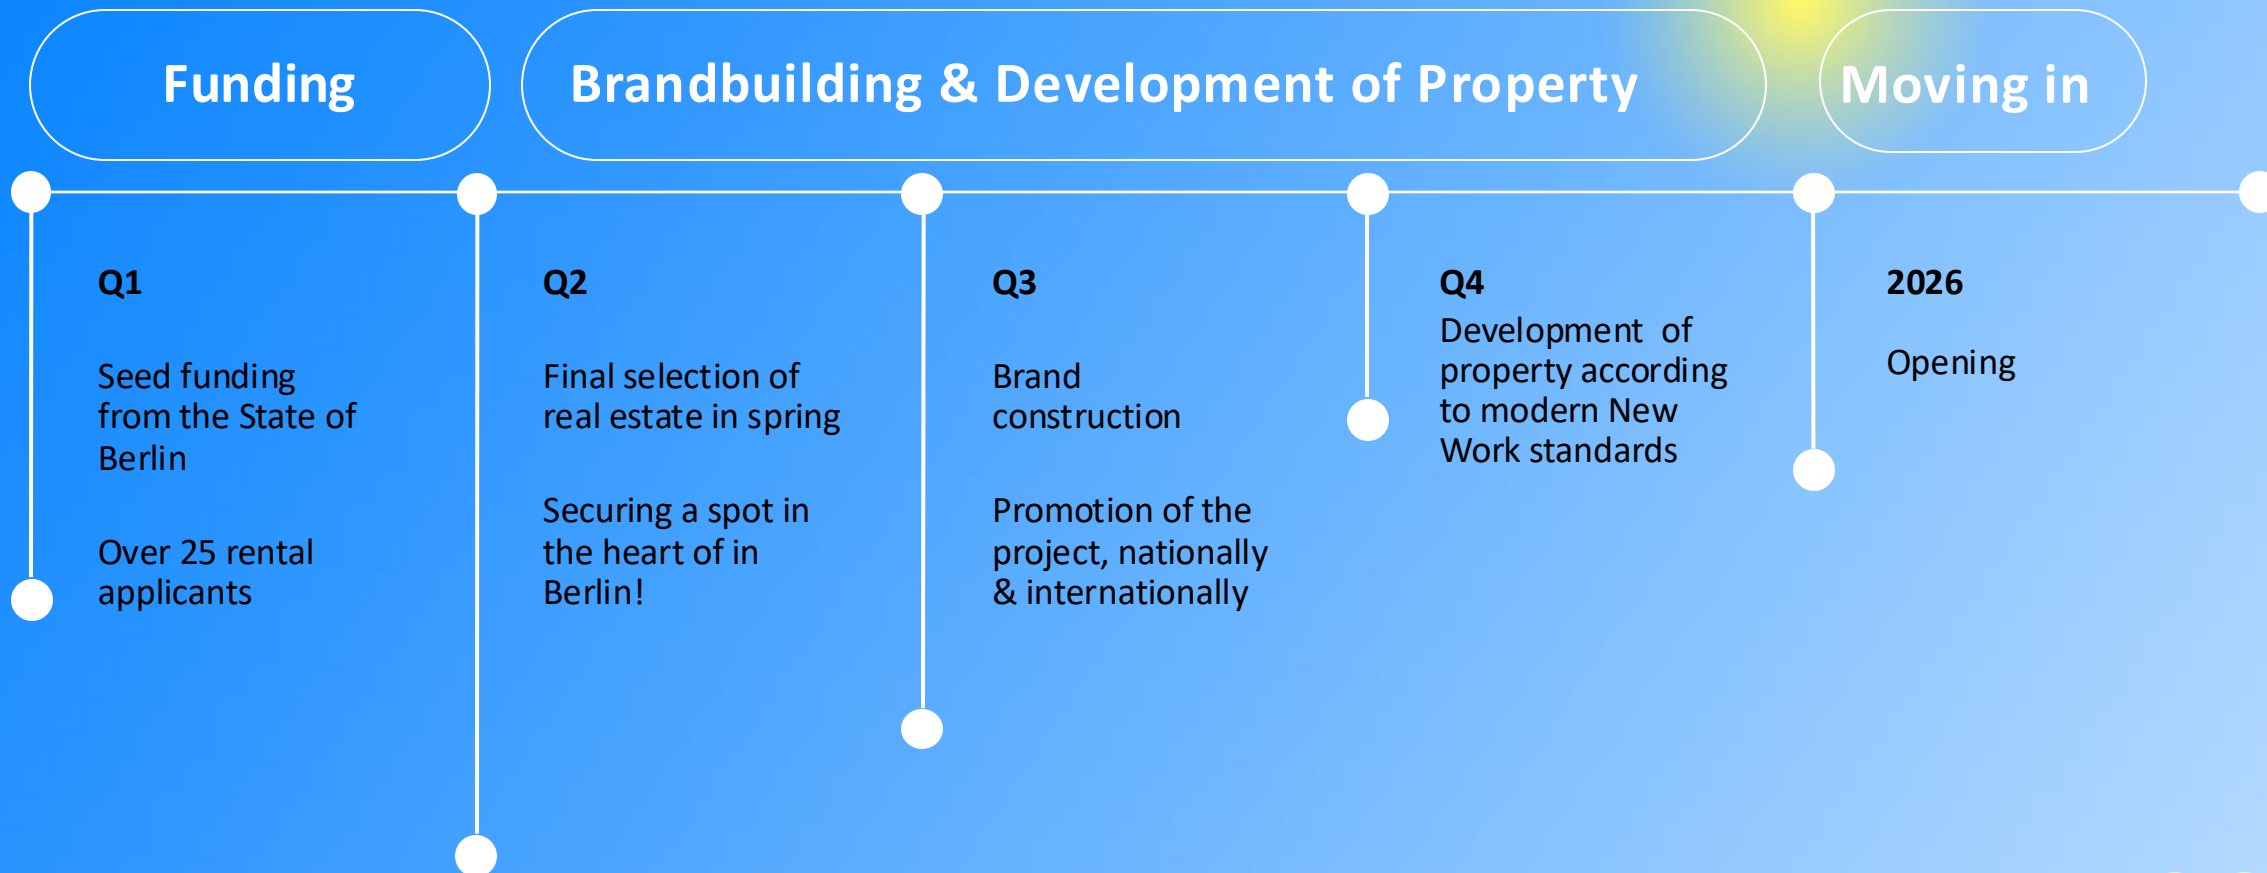 Funding
Brandbuilding & Development of Property
Moving in
Q1
Seed funding
from the State of
Berlin
Over 25 rental
applicants
Q2
Final selection of
real estate in spring
Securing a spot in
the heart of in
Berlin!
Q3
Brand
construction
Promotion of the
project, nationally
& internationally
Q4
Development  of
property according
to modern New
Work standards
2026
Opening